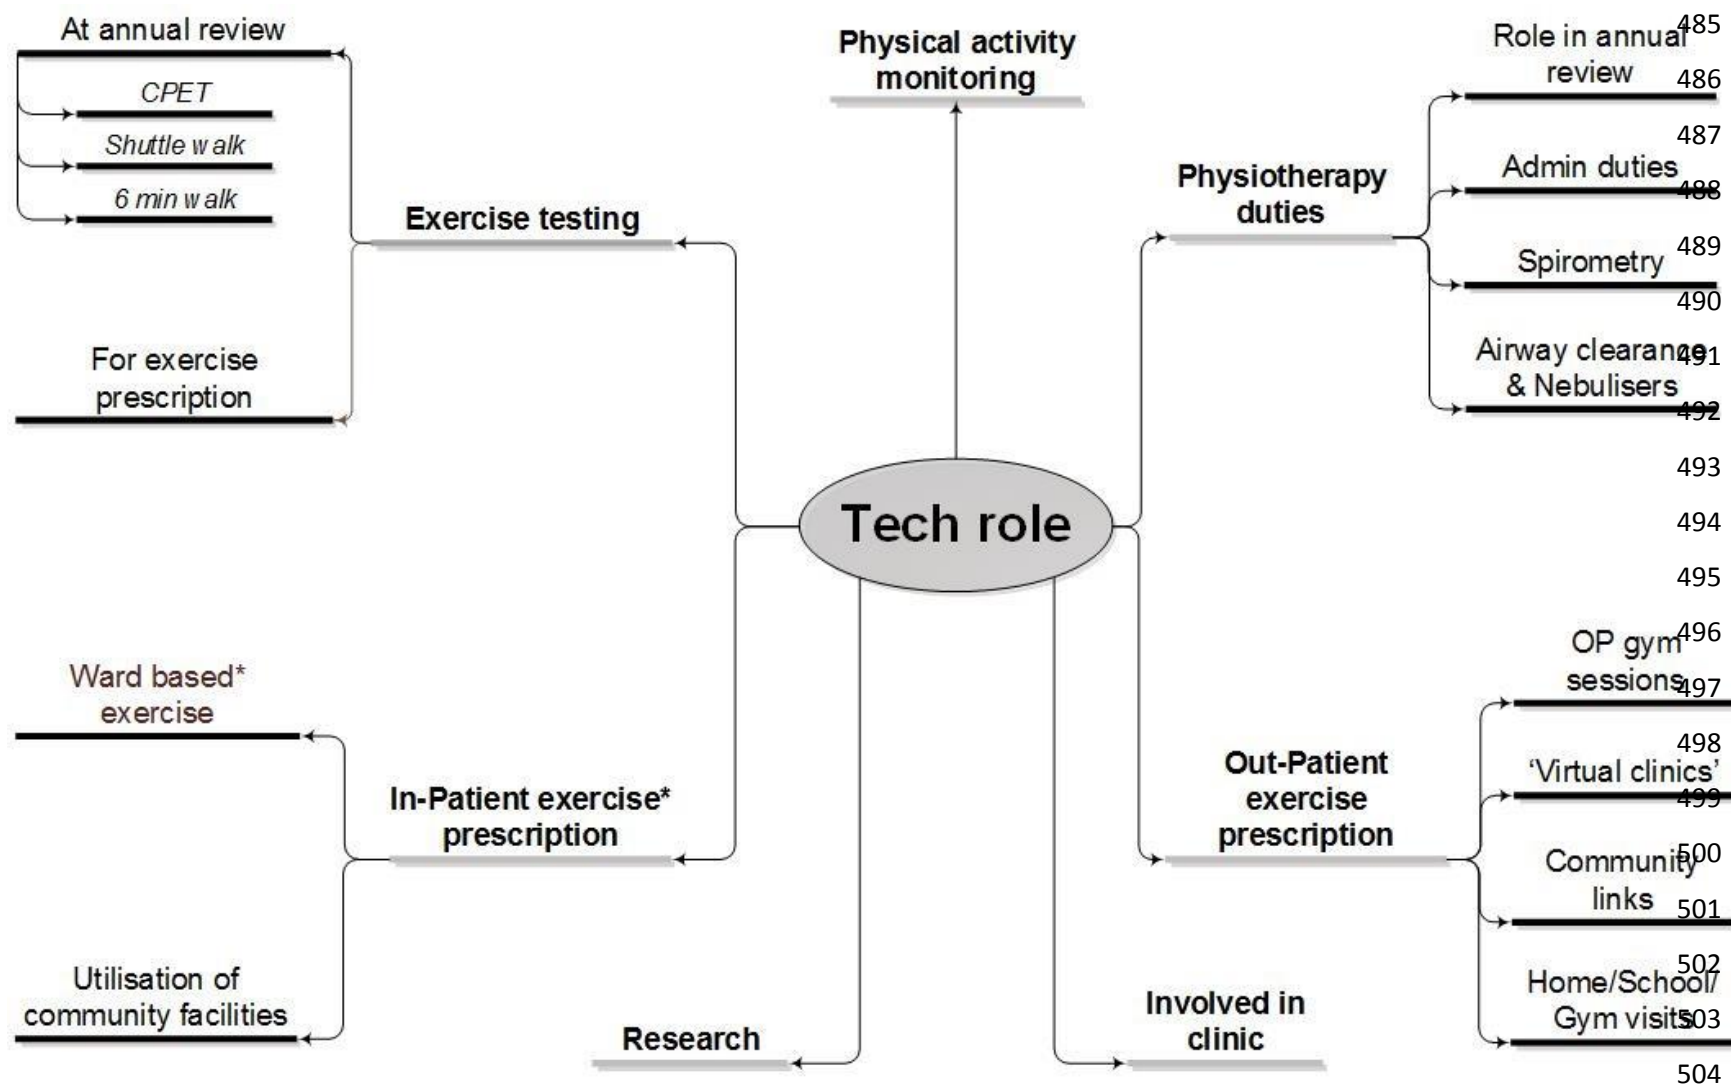 At annual review
CPET
Shuttle walk
6 min walk
Exercise testing
For exercise
prescription
Physical activity
monitoring
Physiotherapy
duties
Role in annual
review
Admin duties
Spirometry
Airway clearance
& Nebulisers
Tech role
Ward based*
exercise
In-Patient exercise*
prescription
Utilisation of
community facilities
Research
Involved in
clinic
Out-Patient
exercise
prescription
OP gym
sessions
‘Virtual clinics’
Community
links
Home/School/
Gym visits
485
486
487
488
489
490
491
492
493
494
495
496
497
498
499
500
501
502
503
504